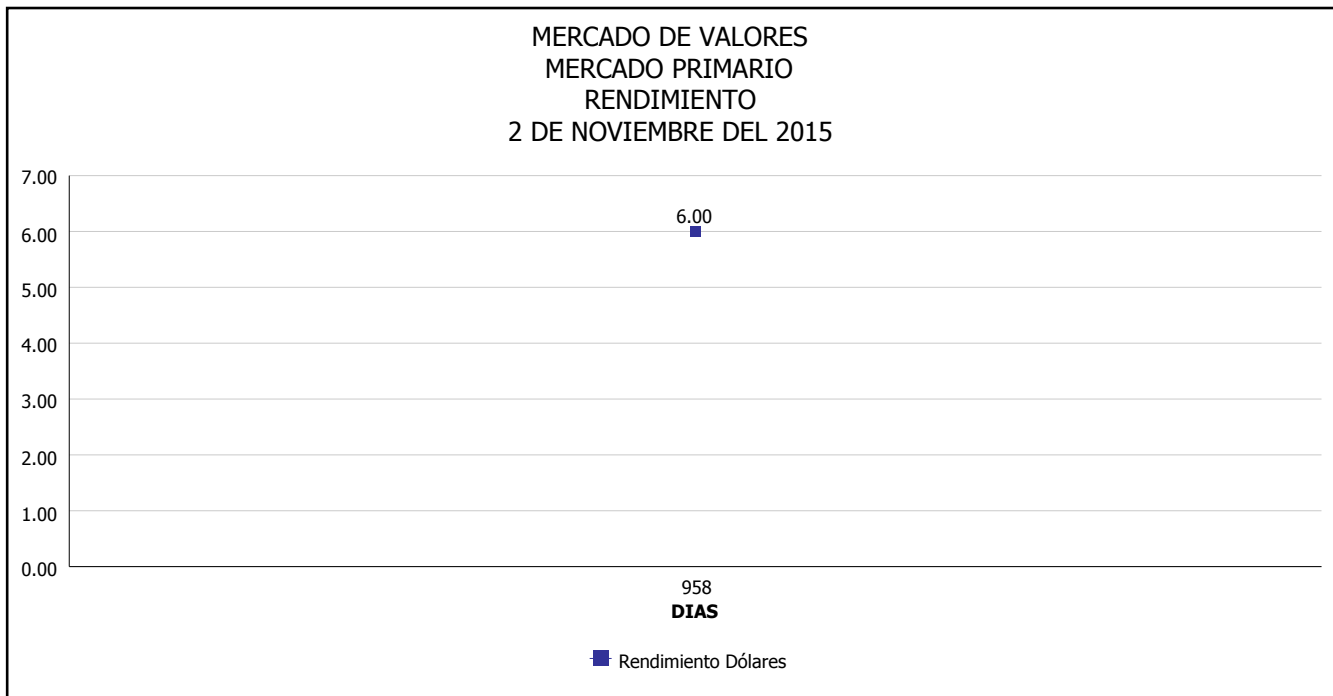 MERCADO DE VALORES
MERCADO PRIMARIO
RENDIMIENTO
2 DE NOVIEMBRE DEL 2015
7.00
6.00
6.00
5.00
4.00
3.00
2.00
1.00
0.00
958
DIAS
Rendimiento Dólares